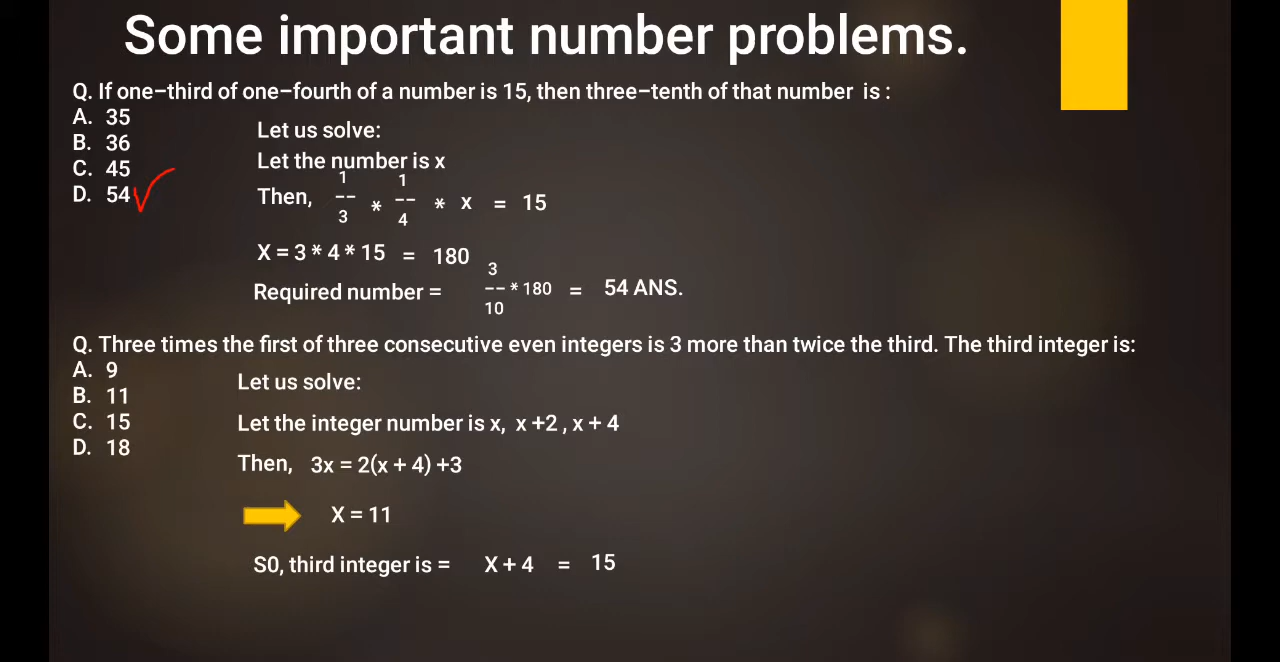 Some important number problems.
Q. If one-third of one-fourth of a number is 15, then three-tenth of that number is :
A. 35
B. 36
C. 45
D. 54
Let us solve:
Let the number is x
Then, 1/3 * 1/4 * x = 15
X = 3 * 4 * 15 = 180
Required number = 3/10 * 180 = 54 ANS.
Q. Three times the first of three consecutive even integers is 3 more than twice the third. The third integer is:
A. 9
B. 11
C. 15
D. 18
Let us solve:
Let the integer number is x, x +2 , x + 4
Then, 3x = 2(x + 4) +3
X = 11
S0, third integer is = X + 4 = 15